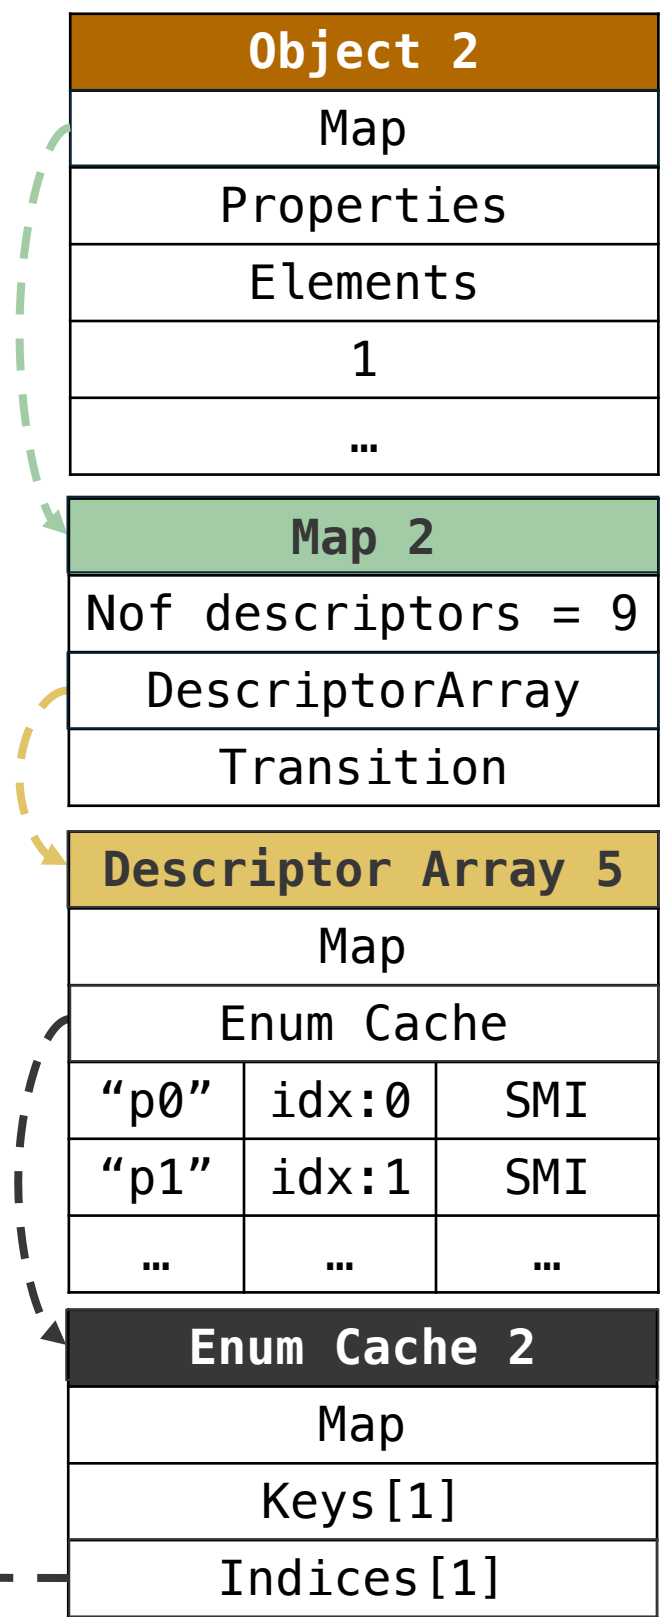 Object 2
Map
Properties
Elements
1
…
Map 2
Nof descriptors = 9
DescriptorArray
Transition
Descriptor Array 5
Map
Enum Cache
“p0” idx:0 SMI
“p1” idx:1 SMI
… … …
Enum Cache 2
Map
Keys[1]
Indices[1]